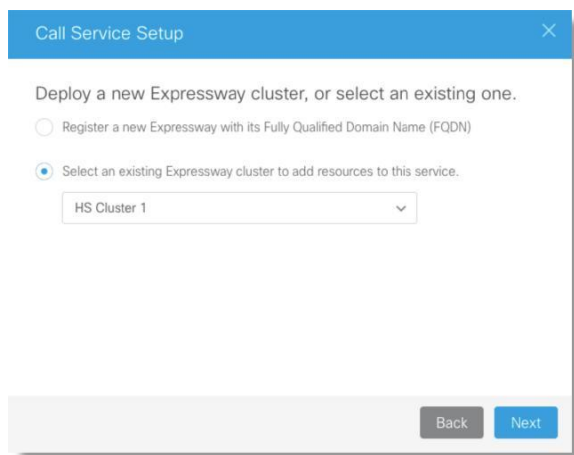 Call Service Setup
Deploy a new Expressway cluster, or select an existing one.
Register a new Expressway with its Fully Qualified Domain Name (FQDN)
Select an existing Expressway cluster to add resources to this service.
HS Cluster 1
Back Next